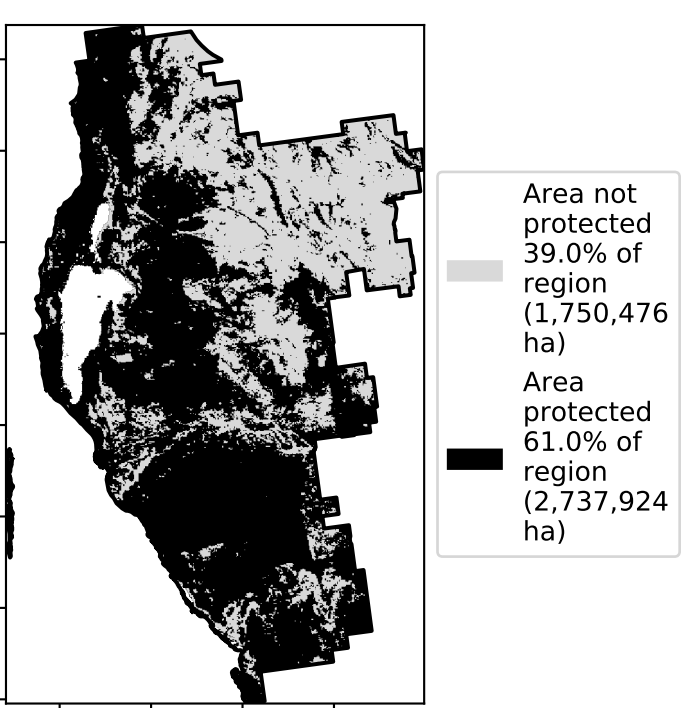 Area not
protected
39.0% of
region
(1,750,476
ha)
Area
protected
61.0% of
region
(2,737,924
ha)